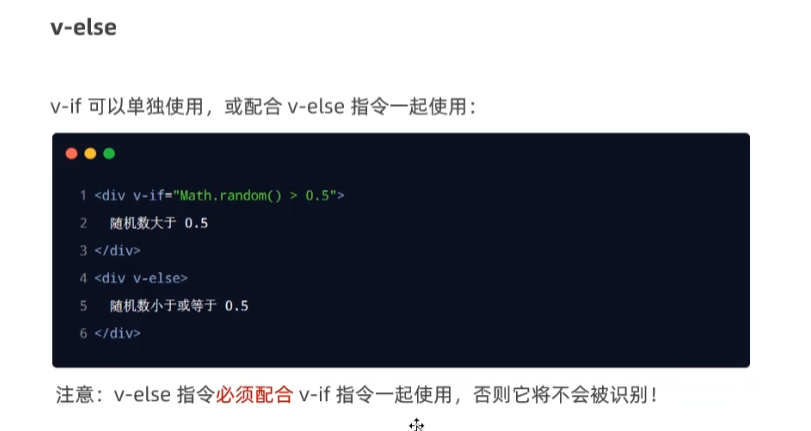 v-else
v-if 可以单独使用，或配合 v-else 指令一起使用：
1 <div v-if="Math.random() > 0.5">
2   随机数大于 0.5
3 </div>
4 <div v-else>
5   随机数小于或等于 0.5
6 </div>
注意：v-else 指令必须配合 v-if 指令一起使用，否则它将不会被识别！